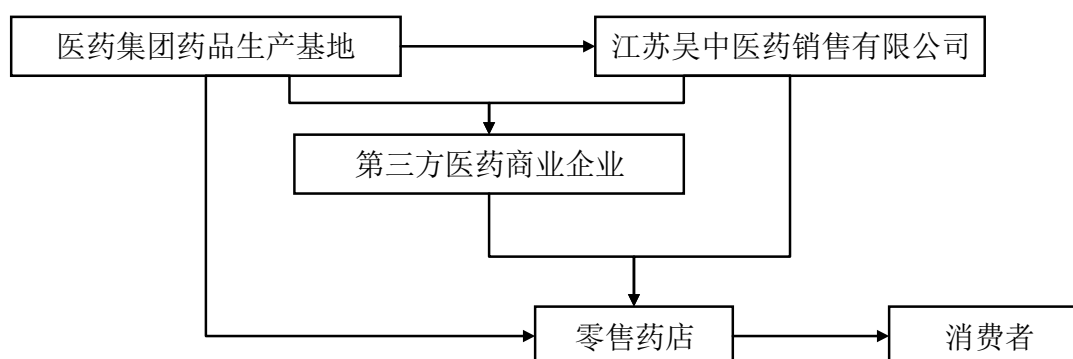 医药集团药品生产基地
江苏吴中医药销售有限公司
第三方医药商业企业
零售药店
消费者